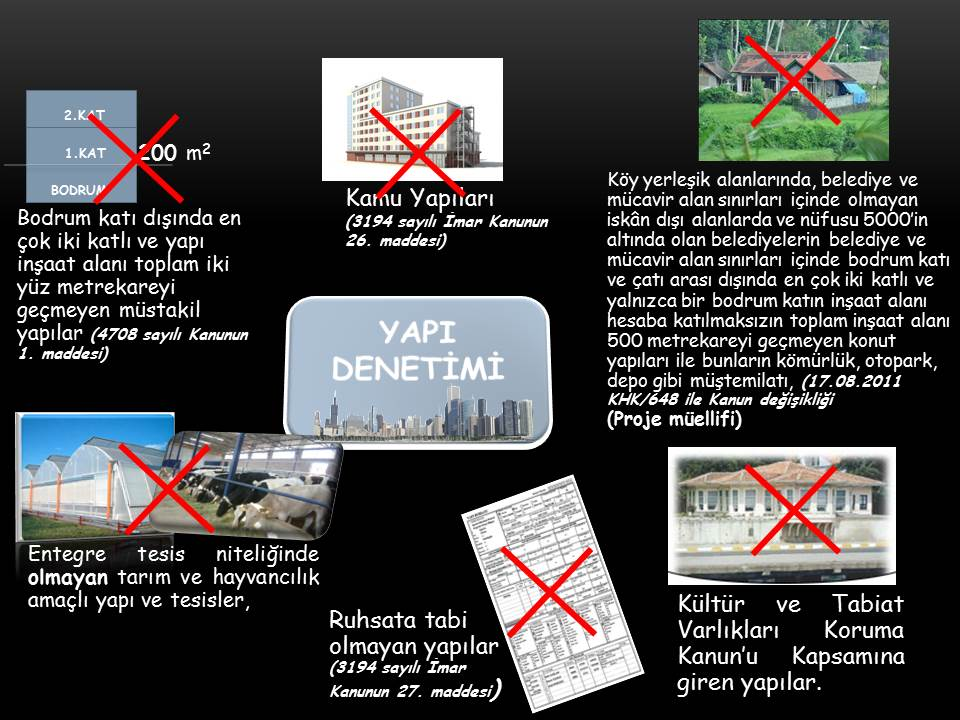 2.KAT
1.KAT
BODRUM
200 m²
Bodrum katı dışında en
çok iki katlı ve yapı
inşaat alanı toplam iki
yüz metrekareyi
geçmeyen müstakil
yapılar (4708 sayılı Kanunun
1. maddesi)
Kamu Yapıları
(3194 sayılı İmar Kanunun
26. maddesi)
Köy yerleşik alanlarında, belediye ve
mücavir alan sınırları içinde olmayan
iskân dışı alanlarda ve nüfusu 5000'in
altında olan belediyelerin belediye ve
mücavir alan sınırları içinde bodrum katı
ve çatı arası dışında en çok iki katlı ve
yalnızca bir bodrum katın inşaat alanı
hesaba katılmaksızın toplam inşaat alanı
500 metrekareyi geçmeyen konut
yapıları ile bunların kömürlük, otopark,
depo gibi müştemilatı, (17.08.2011
KHK/648 ile Kanun değişikliği
(Proje müellifi)
YAPI
DENETİMİ
Entegre tesis niteliğinde
olmayan tarım ve hayvancılık
amaçlı yapı ve tesisler,
Ruhsata tabi
olmayan yapılar
(3194 sayılı İmar
Kanunun 27. maddesi)
Kültür ve Tabiat
Varlıkları Koruma
Kanun'u Kapsamına
giren yapılar.